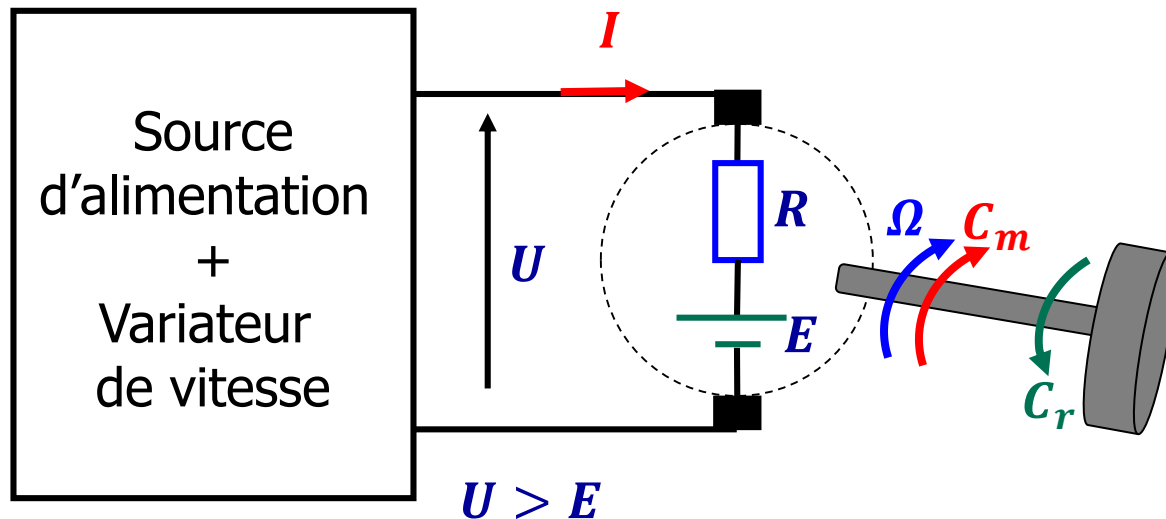 I
Source
d’alimentation
+
Variateur
de vitesse
U
R
E
Ω
C_m
C_r
U > E